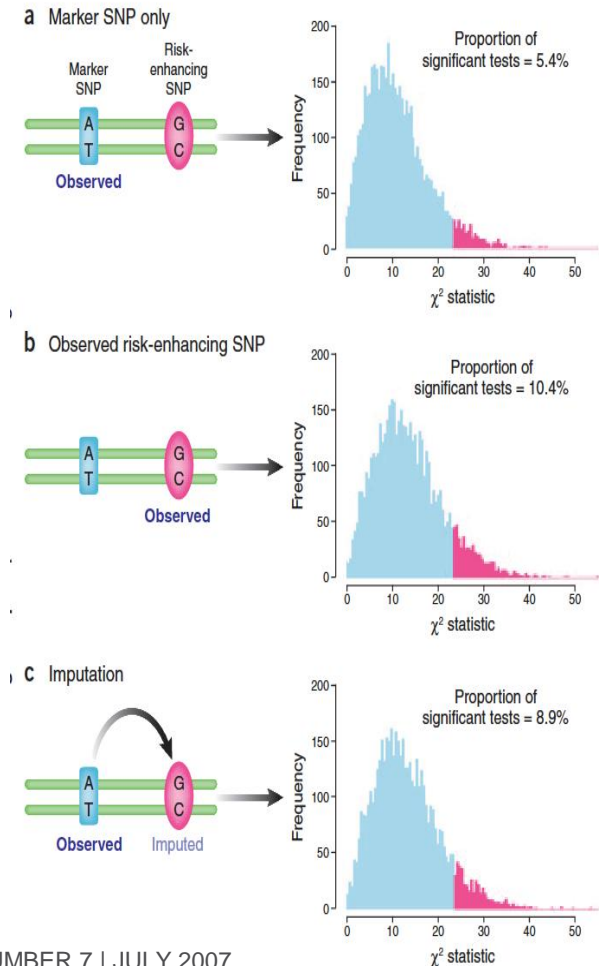 a Marker SNP only
Marker
SNP
Risk-
enhancing
SNP
A
T
G
C
Observed
Frequency
200
150
100
50
0
Proportion of
significant tests = 5.4%
0 10 20 30 40 50
χ² statistic
b Observed risk-enhancing SNP
A
T
G
C
Observed
Frequency
200
150
100
50
0
Proportion of
significant tests = 10.4%
0 10 20 30 40 50
χ² statistic
c Imputation
A
T
G
C
Observed Imputed
Frequency
200
150
100
50
0
Proportion of
significant tests = 8.9%
0 10 20 30 40 50
χ² statistic
NUMBER 7 | JULY 2007